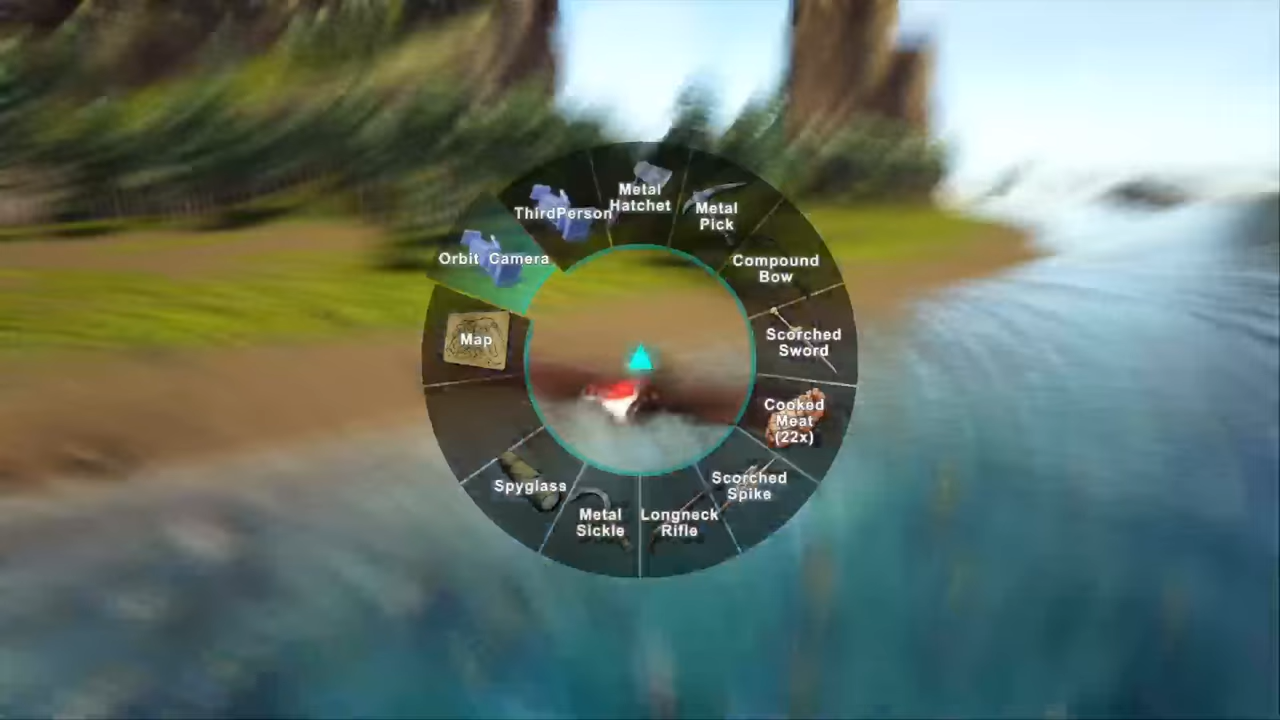 Metal
Hatchet
Metal
Pick
Compound
Bow
Scorched
Sword
Cooked
Meat
(22x)
Scorched
Spike
Longneck
Rifle
Metal
Sickle
Spyglass
Map
Orbit Camera
ThirdPerson